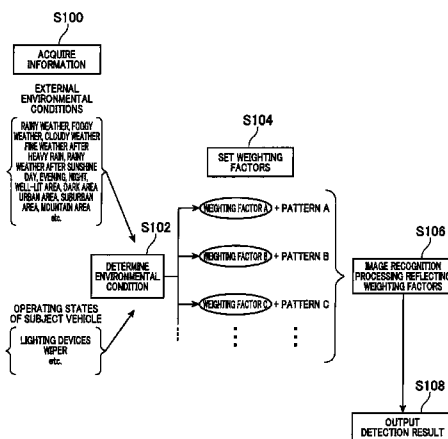 S100
ACQUIRE
INFORMATION
EXTERNAL
ENVIRONMENTAL
CONDITIONS
RAINY WEATHER, FOGGY
WEATHER, CLOUDY WEATHER
FINE WEATHER AFTER
HEAVY RAIN, RAINY
WEATHER AFTER SUNSHINE
DAY, EVENING, NIGHT,
WELL-LIT AREA, DARK AREA
URBAN AREA, SUBURBAN
AREA, MOUNTAIN AREA
etc.
S102
DETERMINE
ENVIRONMENTAL
CONDITION
OPERATING STATES
OF SUBJECT VEHICLE
LIGHTING DEVICES
WIPER
etc.
S104
SET WEIGHTING
FACTORS
WEIGHTING FACTOR A + PATTERN A
WEIGHTING FACTOR B + PATTERN B
WEIGHTING FACTOR C + PATTERN C
S106
IMAGE RECOGNITION
PROCESSING REFLECTING
WEIGHTING FACTORS
S108
OUTPUT
DETECTION RESULT